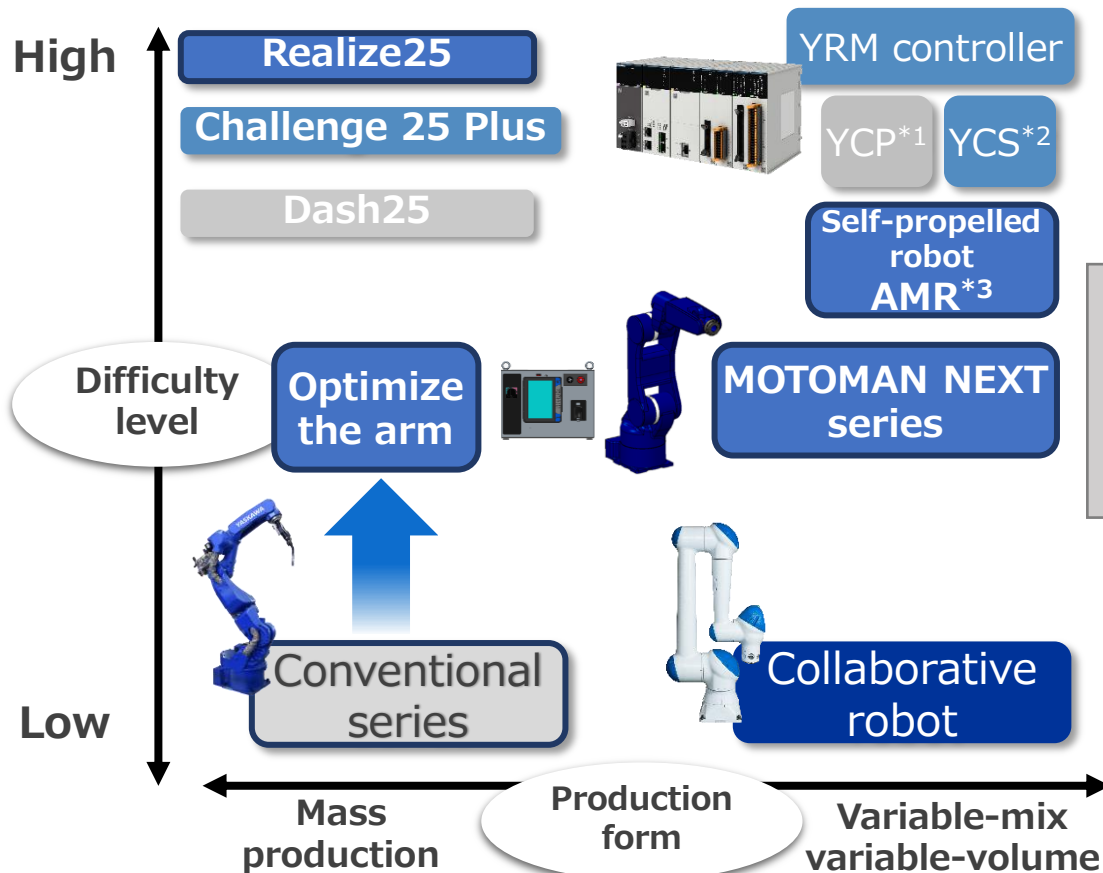 High
Realize25
Challenge 25 Plus
Dash25
YRM controller
YCP*1
YCS*2
Self-propelled
robot
AMR*3
Difficulty
level
Optimize
the arm
MOTOMAN NEXT
series
YASKAWA
Conventional
series
Collaborative
robot
Low
Mass
production
Production
form
Variable-mix
variable-volume